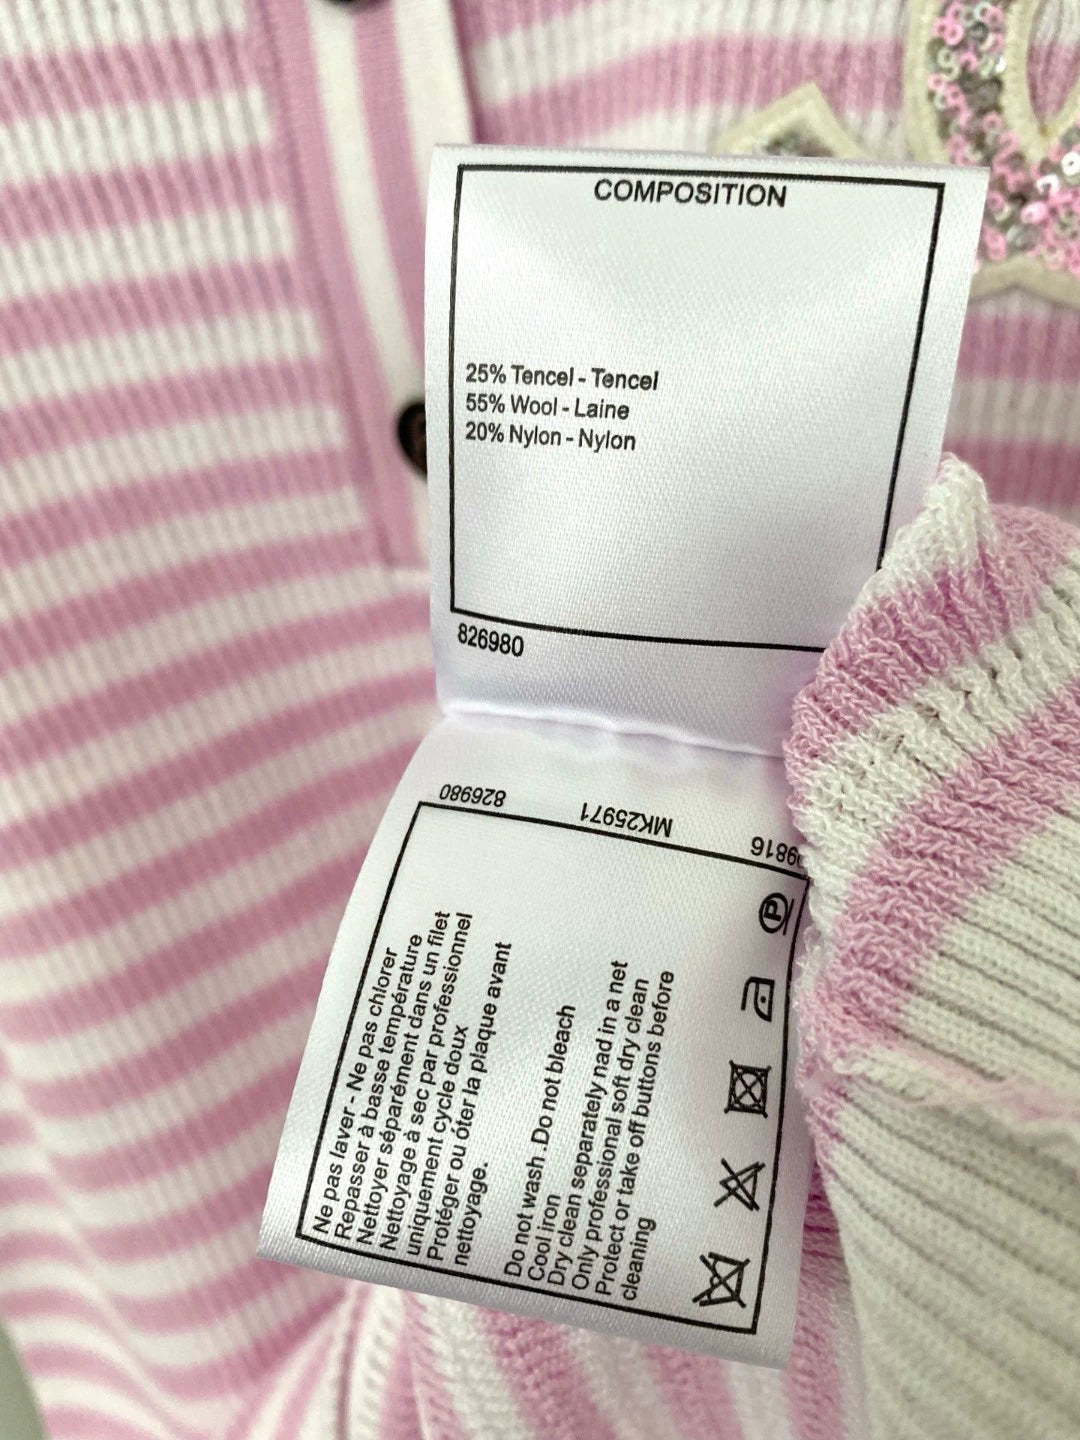 COMPOSITION
25% Tencel - Tencel
55% Wool - Laine
20% Nylon - Nylon
826980
826980 MK25971 9816
Ne pas laver - Ne pas chlorer
Repasser à basse température
Nettoyer séparément dans un filet
Nettoyage à sec par professionnel
uniquement cycle doux
Protéger ou óter la plaque avant
nettoyage.
Do not wash .Do not bleach
Cool iron
Dry clean separately nad in a net
Only professional soft dry clean
Protect or take off buttons before
cleaning
P